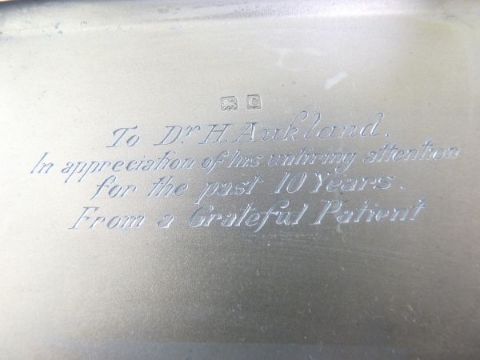 To Dr H. Aukland.
In appreciation of his untiring attention
for the past 10 Years.
From a Grateful Patient